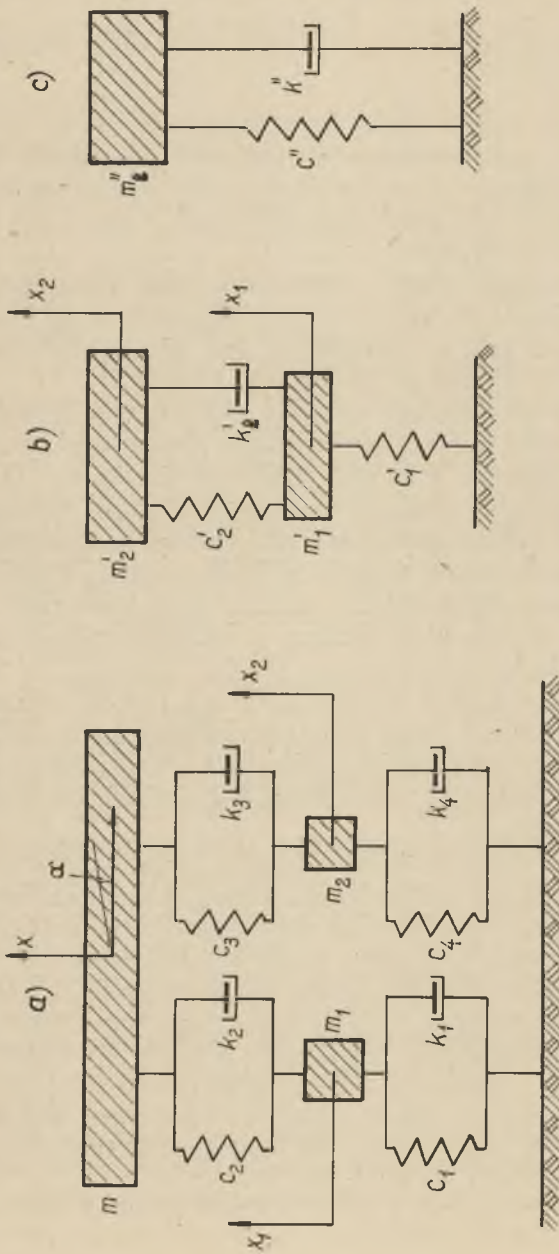 a)
x
α
m
c₂
k₂
c₃
k₃
x₁
m₁
m₂
x₂
c₁
k₁
c₄
k₄
b)
x₂
m'₂
c'₂
k'₂
x₁
m'₁
c'₁
c)
m''₂
c''
k''